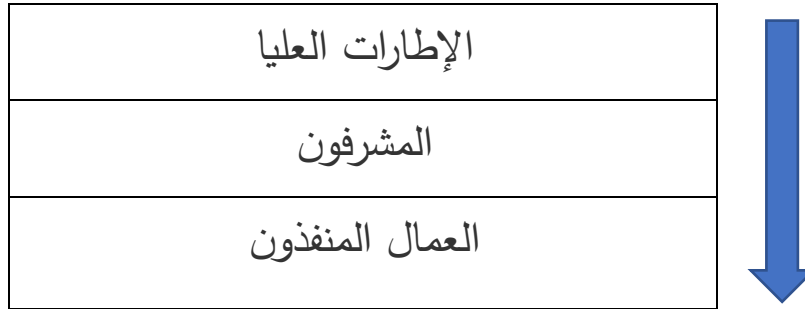 الإطارات العليا
المشرفون
العمال المنفذون